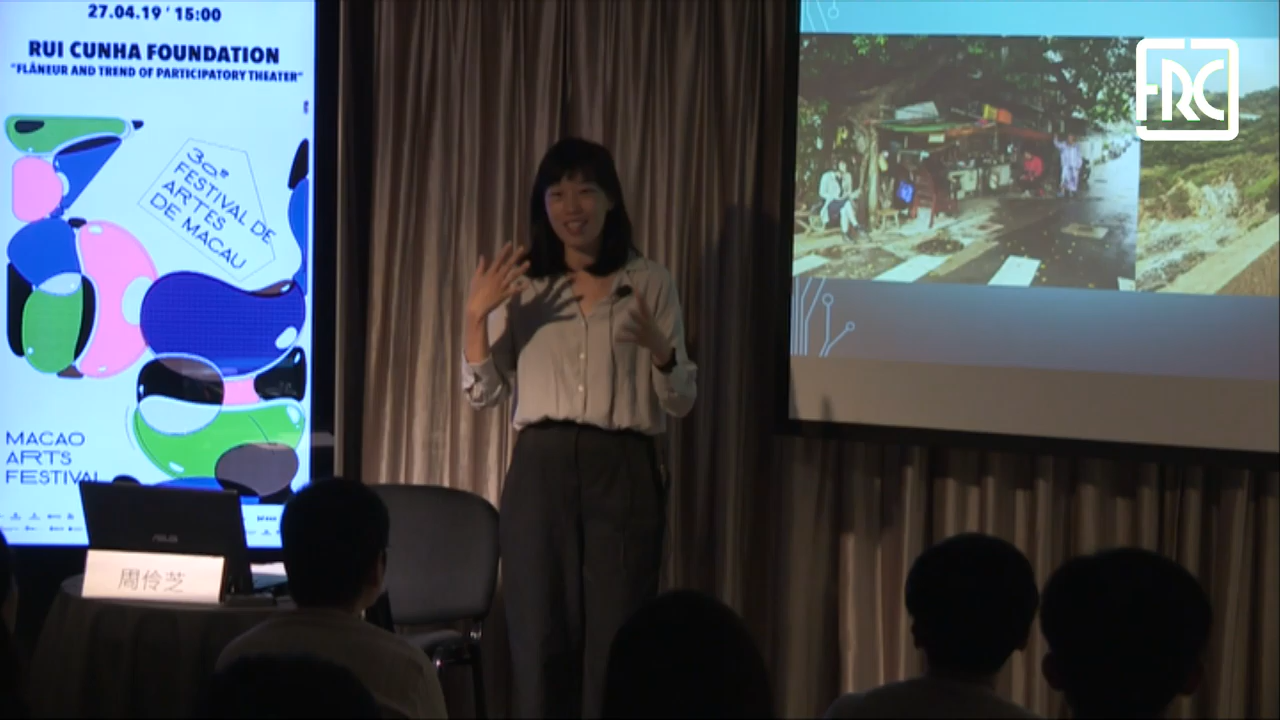 27.04.19 ' 15:00
RUI CUNHA FOUNDATION
"FLÂNEUR AND TREND OF PARTICIPATORY THEATER"
30º
FESTIVAL DE
ARTES
DE MACAU
MACAO
ARTS
FESTIVAL
ASUS
周伶芝
FRC